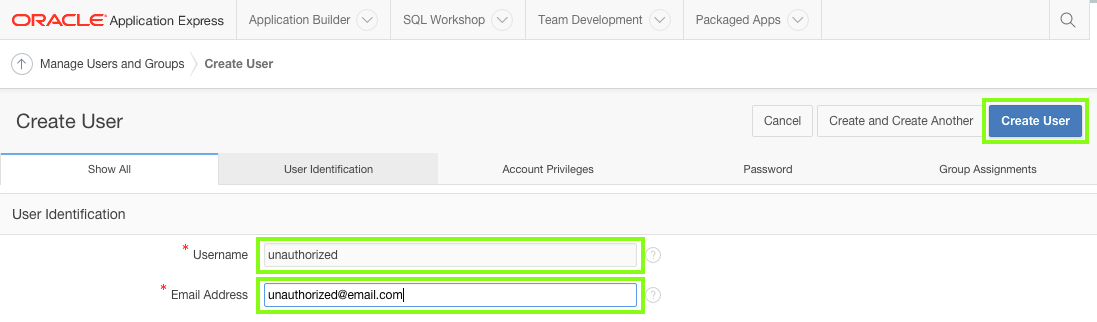 ORACLE Application Express Application Builder SQL Workshop Team Development Packaged Apps
Manage Users and Groups Create User
Create User Cancel Create and Create Another Create User
Show All User Identification Account Privileges Password Group Assignments
User Identification
* Username unauthorized ?
* Email Address unauthorized@email.com ?